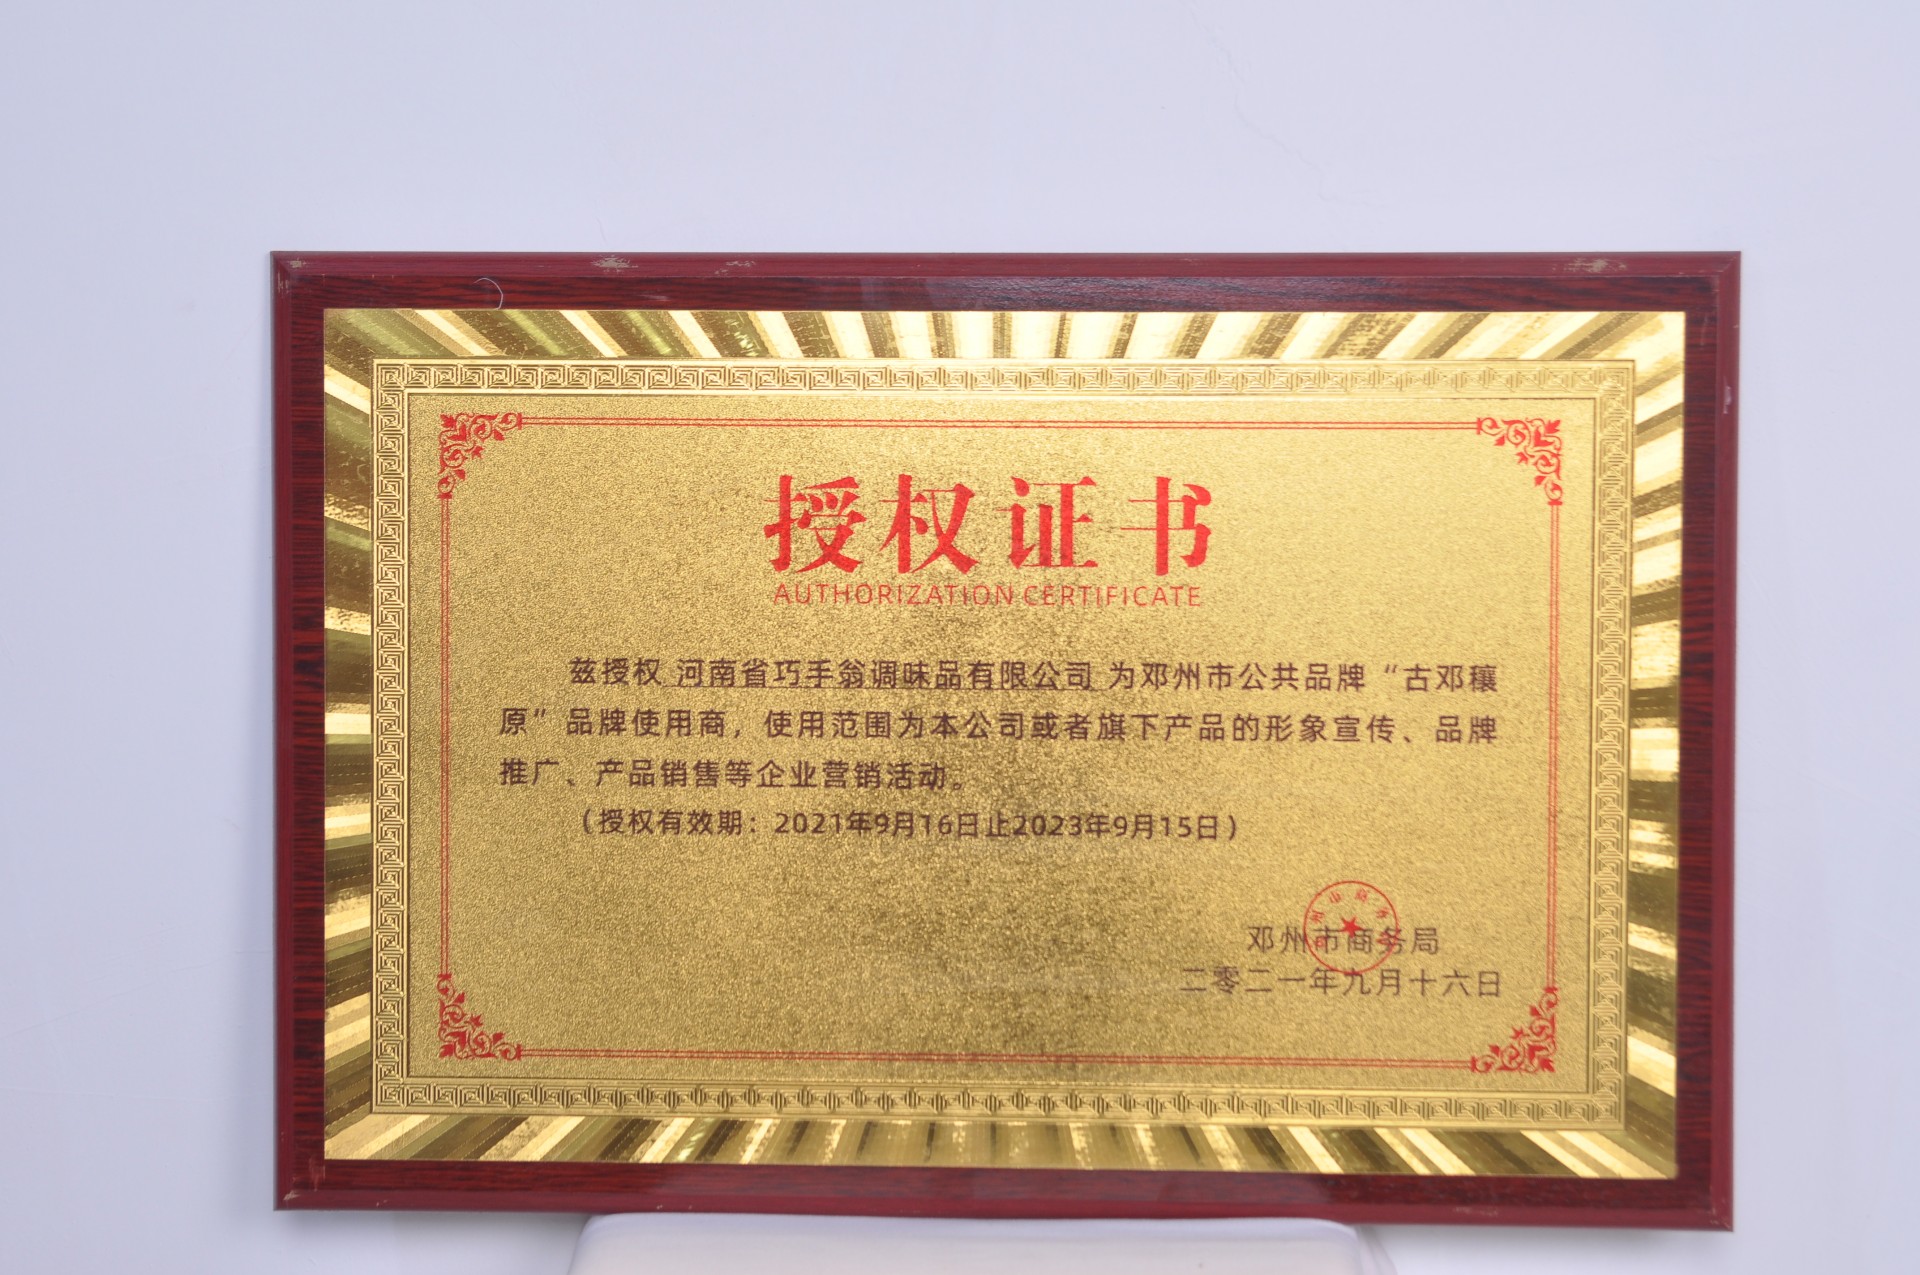 授权证书
AUTHORIZATION CERTIFICATE
兹授权 河南省巧手翁调味品有限公司 为邓州市公共品牌“古邓穰
原”品牌使用商，使用范围为本公司或者旗下产品的形象宣传、品牌
推广、产品销售等企业营销活动。
（授权有效期：2021年9月16日止2023年9月15日）
邓州市商务局
二零二一年九月十六日